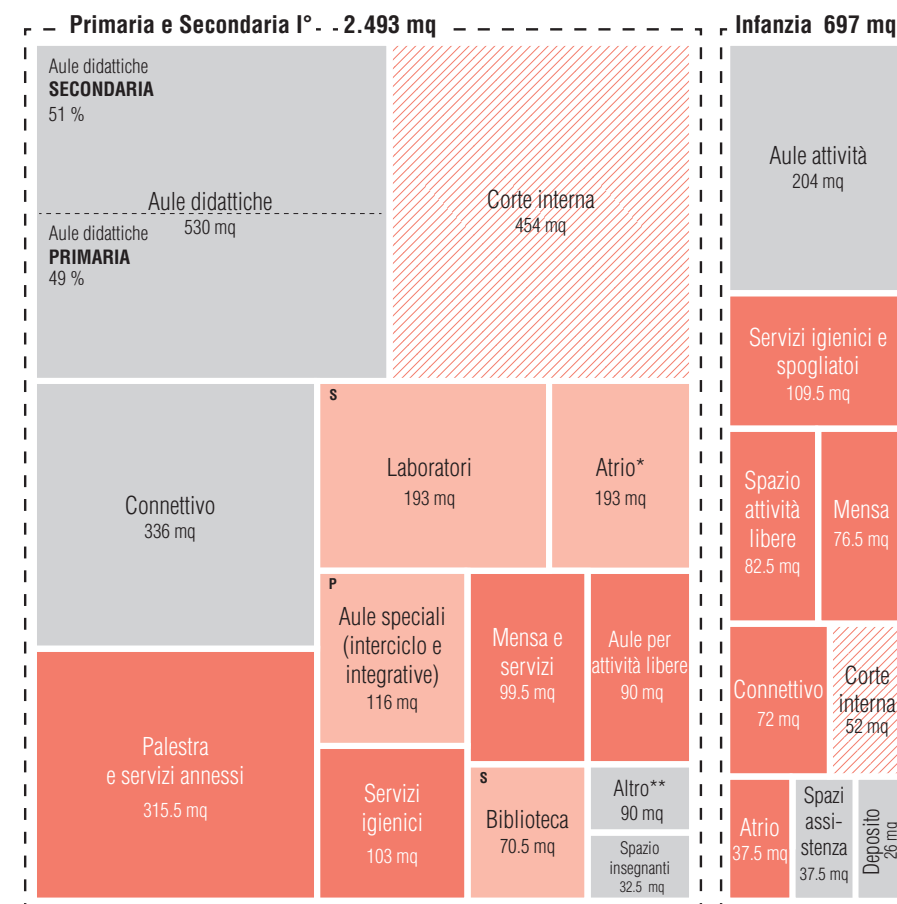 Primaria e Secondaria I° 2.493 mq
Infanzia 697 mq
Aule didattiche
SECONDARIA
51 %
Aule didattiche
530 mq
Aule didattiche
PRIMARIA
49 %
Corte interna
454 mq
Connettivo
336 mq
S
Laboratori
193 mq
Atrio*
193 mq
P
Aule speciali
(interciclo e
integrative)
116 mq
Mensa e
servizi
99.5 mq
Aule per
attività libere
90 mq
Palestra
e servizi annessi
315.5 mq
Servizi
igienici
103 mq
S
Biblioteca
70.5 mq
Altro**
90 mq
Spazio
insegnanti
32.5 mq
Aule attività
204 mq
Servizi igienici e
spogliatoi
109.5 mq
Spazio
attività
libere
82.5 mq
Mensa
76.5 mq
Connettivo
72 mq
Corte
interna
52 mq
Atrio
37.5 mq
Spazi
assi-
stenza
37.5 mq
Deposito
26 mq